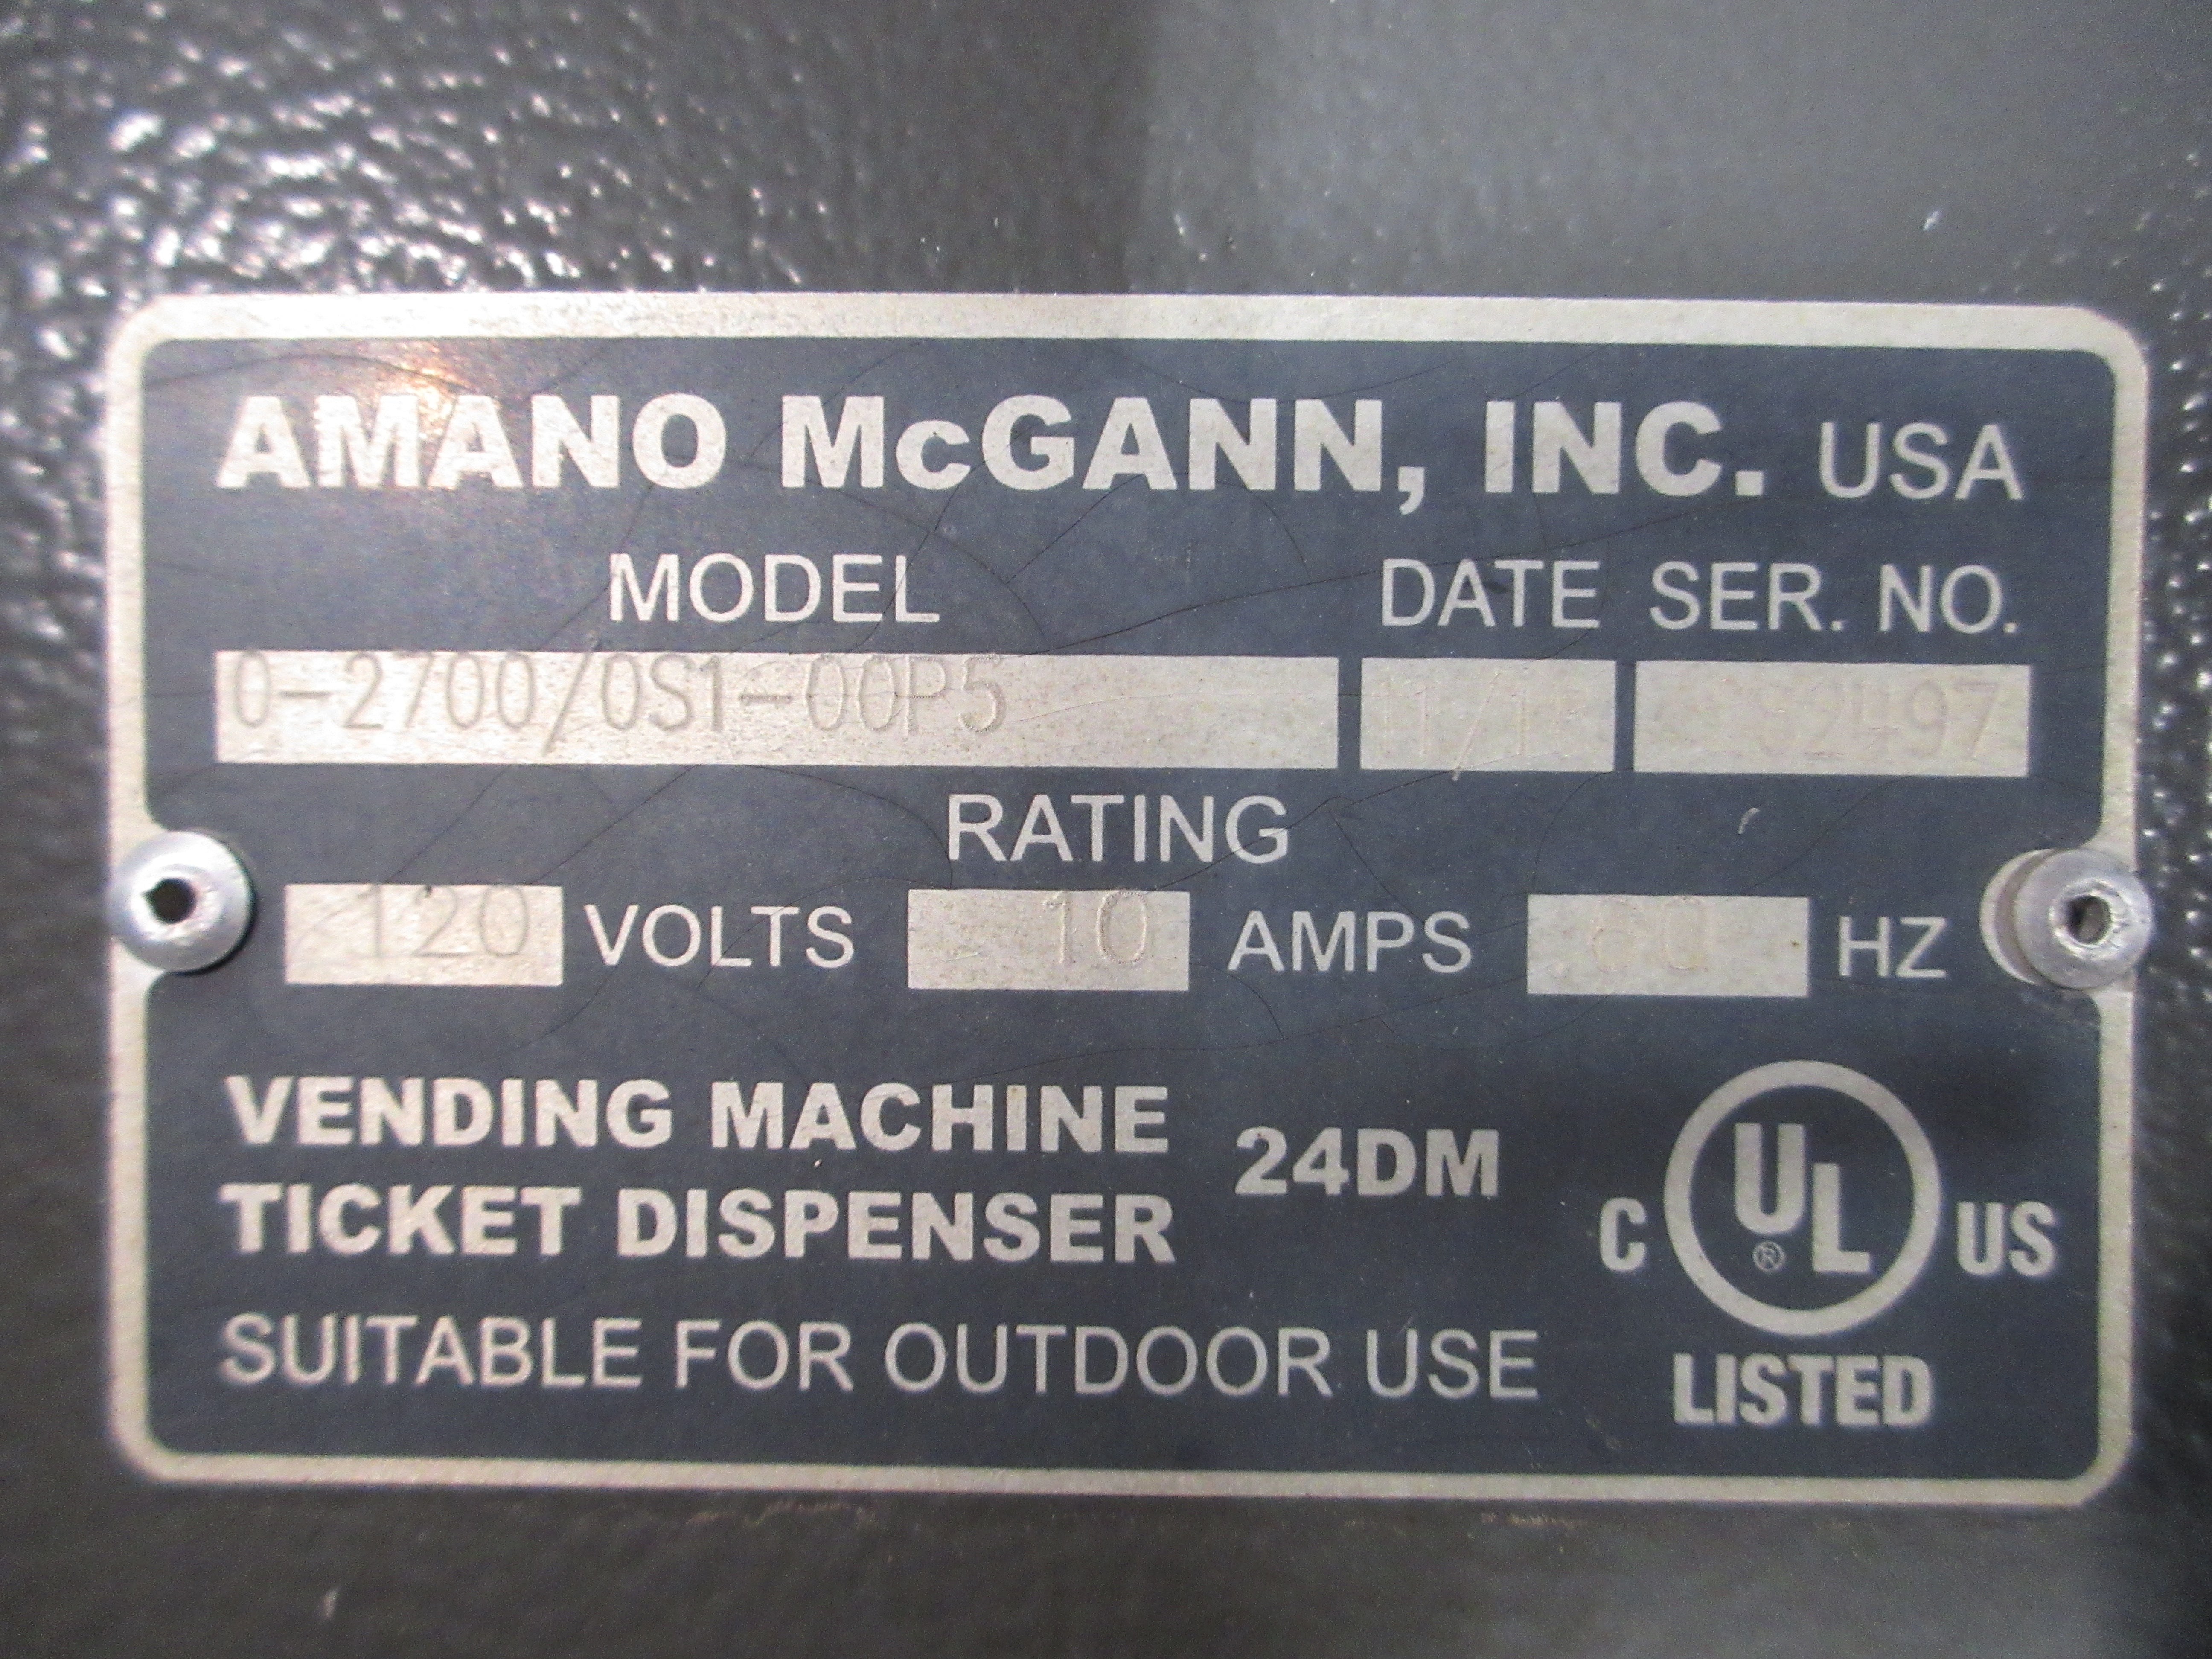 AMANO McGANN, INC. USA
MODEL DATE SER. NO.
0-2700/0S1-00P5
RATING
120 VOLTS 10 AMPS 60 HZ
VENDING MACHINE
TICKET DISPENSER
24DM
C UL® US
LISTED
SUITABLE FOR OUTDOOR USE